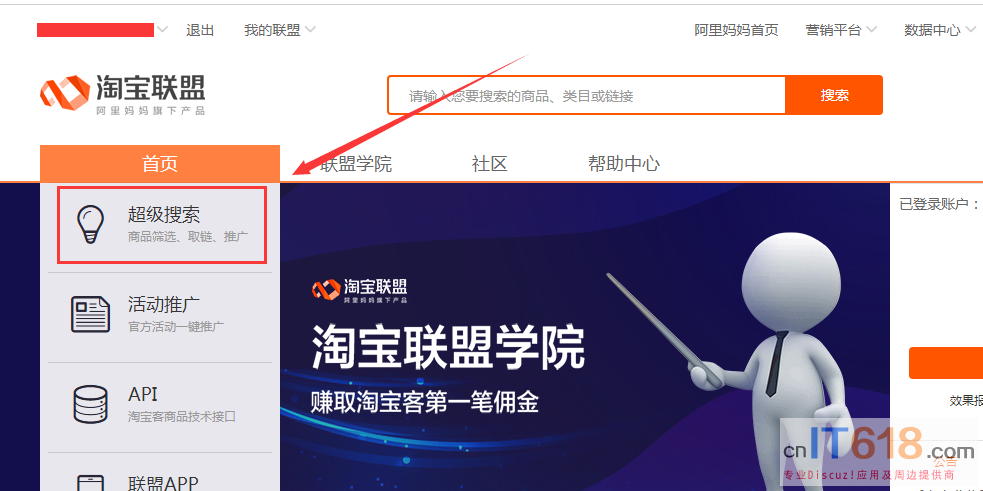 退出 我的联盟 阿里妈妈首页 营销平台 数据中心
淘宝联盟
阿里妈妈旗下产品
请输入您要搜索的商品、类目或链接 搜索
首页 联盟学院 社区 帮助中心
超级搜索
商品筛选、取链、推广
活动推广
官方活动一键推广
API
淘宝客商品技术接口
联盟APP
淘宝联盟
阿里妈妈旗下产品
淘宝联盟学院
赚取淘宝客第一笔佣金
已登录账户：
效果报
公告
cnIT618.com
专业Discuz!应用及周边提供商